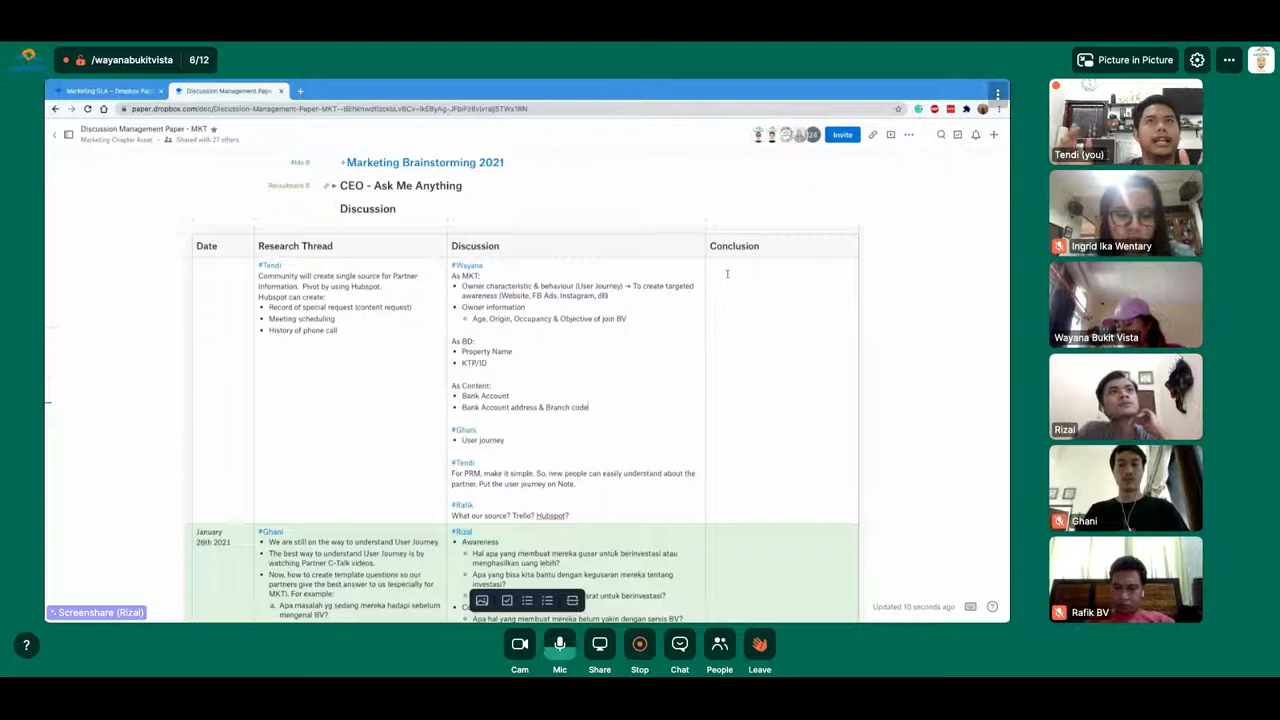 /wayanabukitvista 6/12
Picture in Picture
Marketing SLA – Dropbox Pap
Discussion Management Pape
Discussion Management Paper - MKT
Marketing Chapter Asset
Shared with 27 others
24
Invite
Aldo B
+Marketing Brainstorming 2021
Recruitment B
CEO - Ask Me Anything
Discussion
Date
Research Thread
Discussion
Conclusion
#Tendi
Community will create single source for Partner
Information. Pivot by using Hubspot.
Hubspot can create:
• Record of special request (content request)
• Meeting scheduling
• History of phone call
#Wayana
As MKT:
• Owner characteristic & behaviour (User Journey) → To create targeted
awareness (Website, FB Ads, Instagram, dll)
• Owner information
Age, Origin, Occupancy & Objective of join BV
As BD:
• Property Name
• KTP/ID
As Content:
• Bank Account
• Bank Account address & Branch code
#Ghani
• User journey
#Tendi
For PRM, make it simple. So, new people can easily understand about the
partner. Put the user journey on Note.
#Rafik
What our source? Trello? Hubspot?
January
26th 2021
#Ghani
• We are still on the way to understand User Journey.
• The best way to understand User Journey is by
watching Partner C-Talk videos.
• Now, how to create template questions so our
partners give the best answer to us (especially for
MKT). For example:
a. Apa masalah yg sedang mereka hadapi sebelum
mengenal BV?
#Rizal
• Awareness
Hal apa yang membuat mereka gusar untuk berinvestasi atau
menghasilkan uang lebih?
Apa yang bisa kita bantu dengan kegusaran mereka tentang
investasi?
srat untuk berinvestasi?
Apa hal yang membuat mereka belum yakin dengan servis BV?
Updated 10 seconds ago
?
Screenshare (Rizal)
Tendi (you)
Ingrid Ika Wentary
Wayana Bukit Vista
Rizal
Ghani
Rafik BV
?
Cam
Mic
Share
Stop
Chat
People
Leave